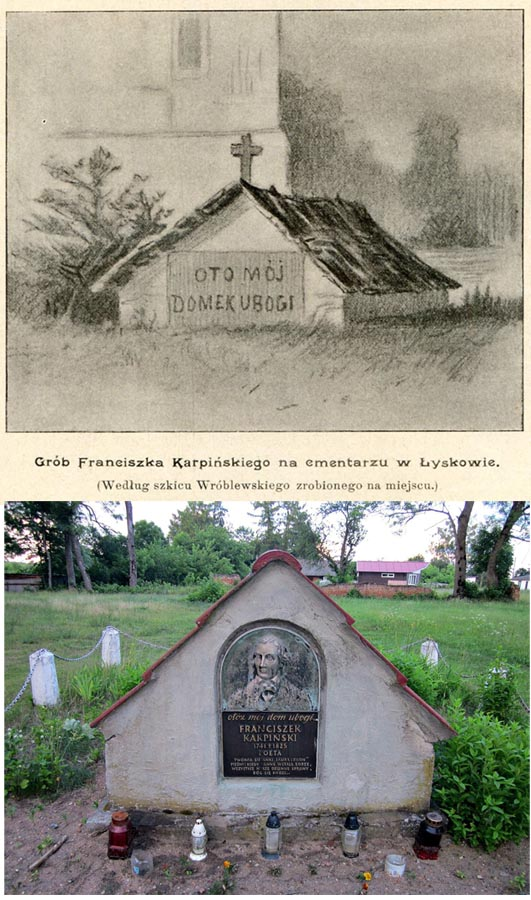 OTO MÓJ
DOMEK UBOGI
Grób Franciszka Karpińskiego na cmentarzu w Łyskowie.
(Według szkicu Wróblewskiego zrobionego na miejscu.)
otoż mój dom ubogi...
FRANCISZEK
KARPIŃSKI
1741 † 1825
POETA